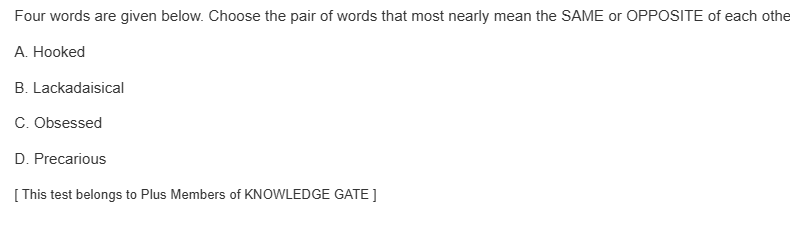 Four words are given below. Choose the pair of words that most nearly mean the SAME or OPPOSITE of each othe
A. Hooked
B. Lackadaisical
C. Obsessed
D. Precarious
[ This test belongs to Plus Members of KNOWLEDGE GATE ]